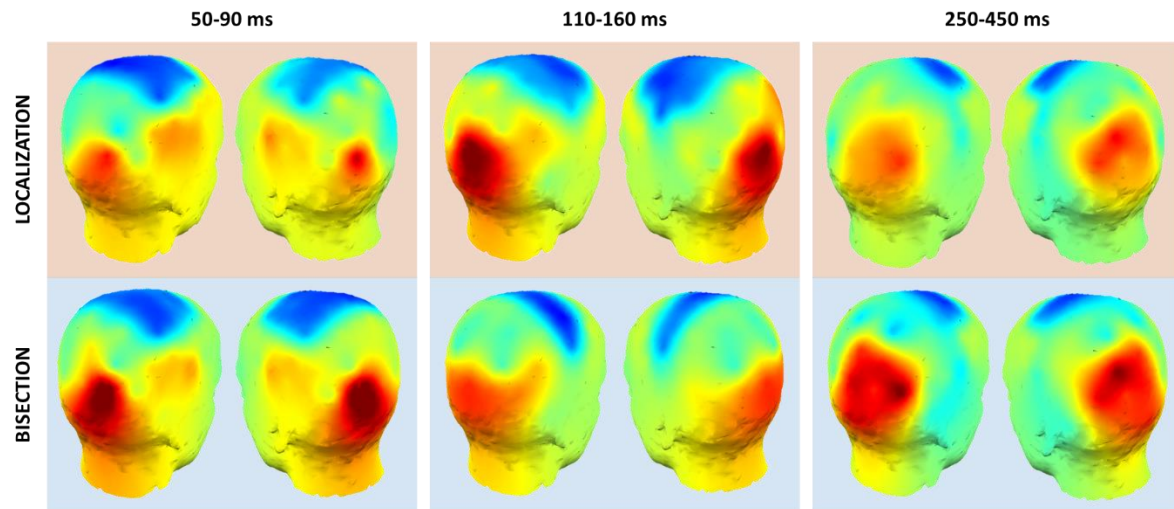 50-90 ms
110-160 ms
250-450 ms
LOCALIZATION
BISECTION